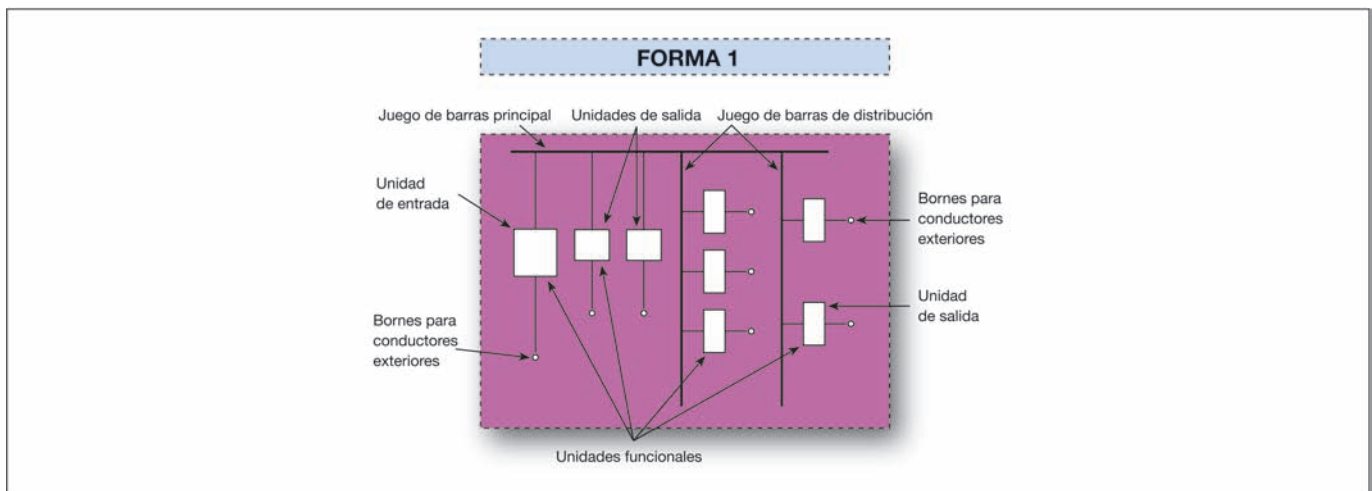 FORMA 1
Juego de barras principal
Unidades de salida
Juego de barras de distribución
Unidad
de entrada
Bornes para
conductores
exteriores
Bornes para
conductores
exteriores
Unidad
de salida
Unidades funcionales